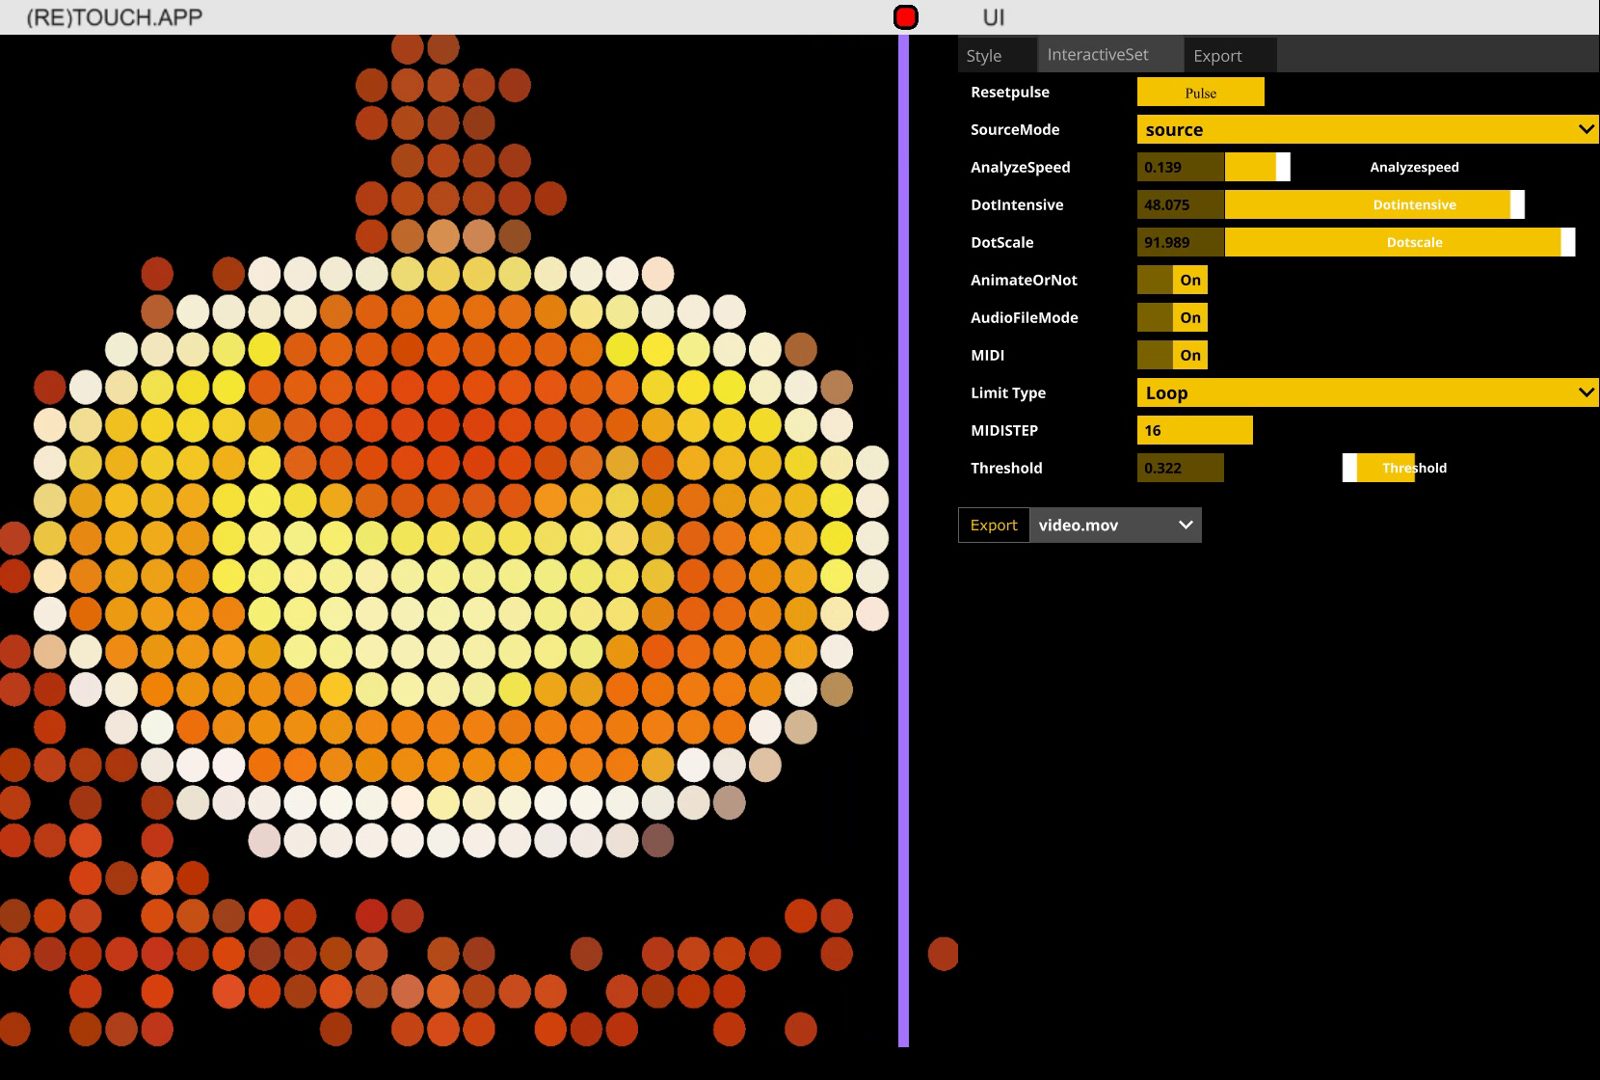 (RE)TOUCH.APP
UI
Style InteractiveSet Export
Resetpulse Pulse
SourceMode source
AnalyzeSpeed 0.139 Analyzespeed
DotIntensive 48.075 DotIntensive
DotScale 91.989 Dotscale
AnimateOrNot On
AudioFileMode On
MIDI On
Limit Type Loop
MIDISTEP 16
Threshold 0.322 Threshold
Export video.mov